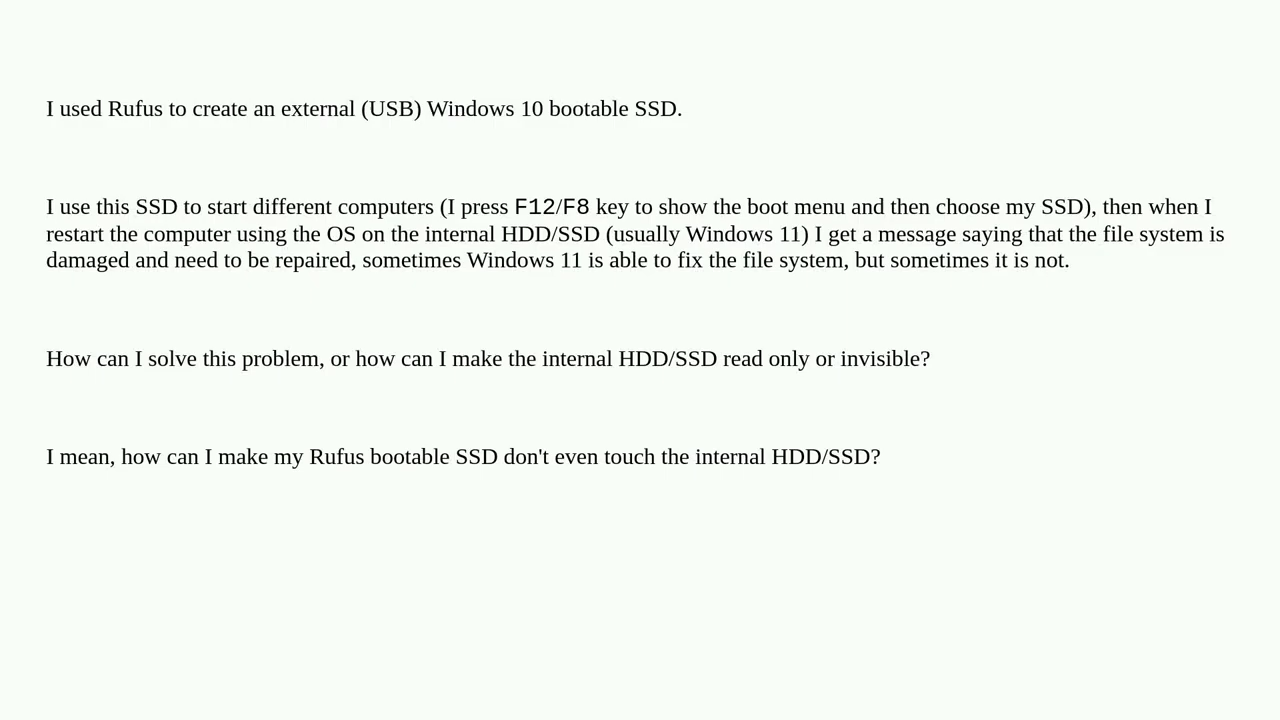 I used Rufus to create an external (USB) Windows 10 bootable SSD.
I use this SSD to start different computers (I press F12/F8 key to show the boot menu and then choose my SSD), then when I
restart the computer using the OS on the internal HDD/SSD (usually Windows 11) I get a message saying that the file system is
damaged and need to be repaired, sometimes Windows 11 is able to fix the file system, but sometimes it is not.
How can I solve this problem, or how can I make the internal HDD/SSD read only or invisible?
I mean, how can I make my Rufus bootable SSD don't even touch the internal HDD/SSD?